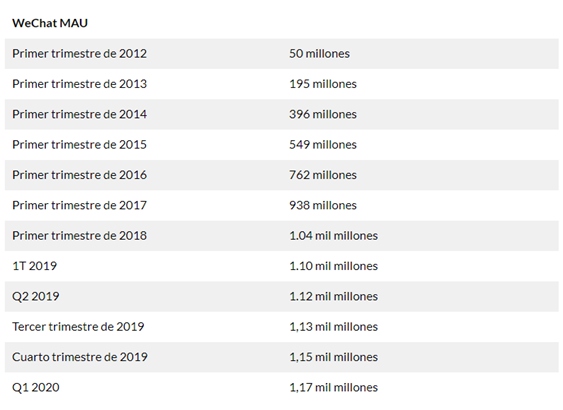 WeChat MAU
Primer trimestre de 2012 50 millones
Primer trimestre de 2013 195 millones
Primer trimestre de 2014 396 millones
Primer trimestre de 2015 549 millones
Primer trimestre de 2016 762 millones
Primer trimestre de 2017 938 millones
Primer trimestre de 2018 1.04 mil millones
1T 2019 1.10 mil millones
Q2 2019 1.12 mil millones
Tercer trimestre de 2019 1,13 mil millones
Cuarto trimestre de 2019 1,15 mil millones
Q1 2020 1,17 mil millones